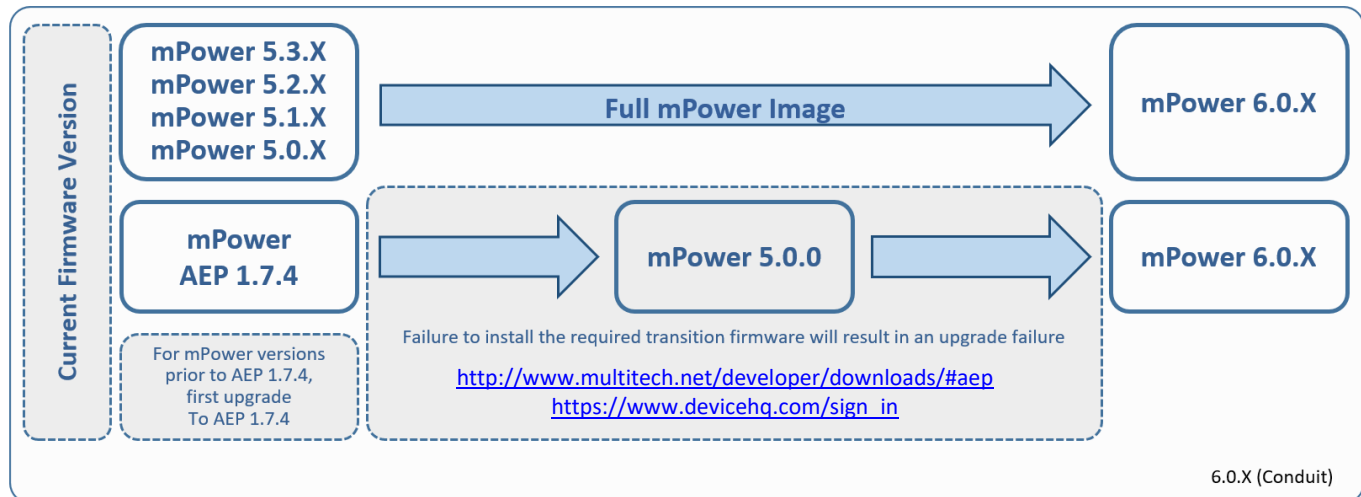 Current Firmware Version
mPower 5.3.X
mPower 5.2.X
mPower 5.1.X
mPower 5.0.X
Full mPower Image
mPower 6.0.X
mPower
AEP 1.7.4
mPower 5.0.0
mPower 6.0.X
For mPower versions
prior to AEP 1.7.4,
first upgrade
To AEP 1.7.4
Failure to install the required transition firmware will result in an upgrade failure
http://www.multitech.net/developer/downloads/#aep
https://www.devicehq.com/sign_in
6.0.X (Conduit)